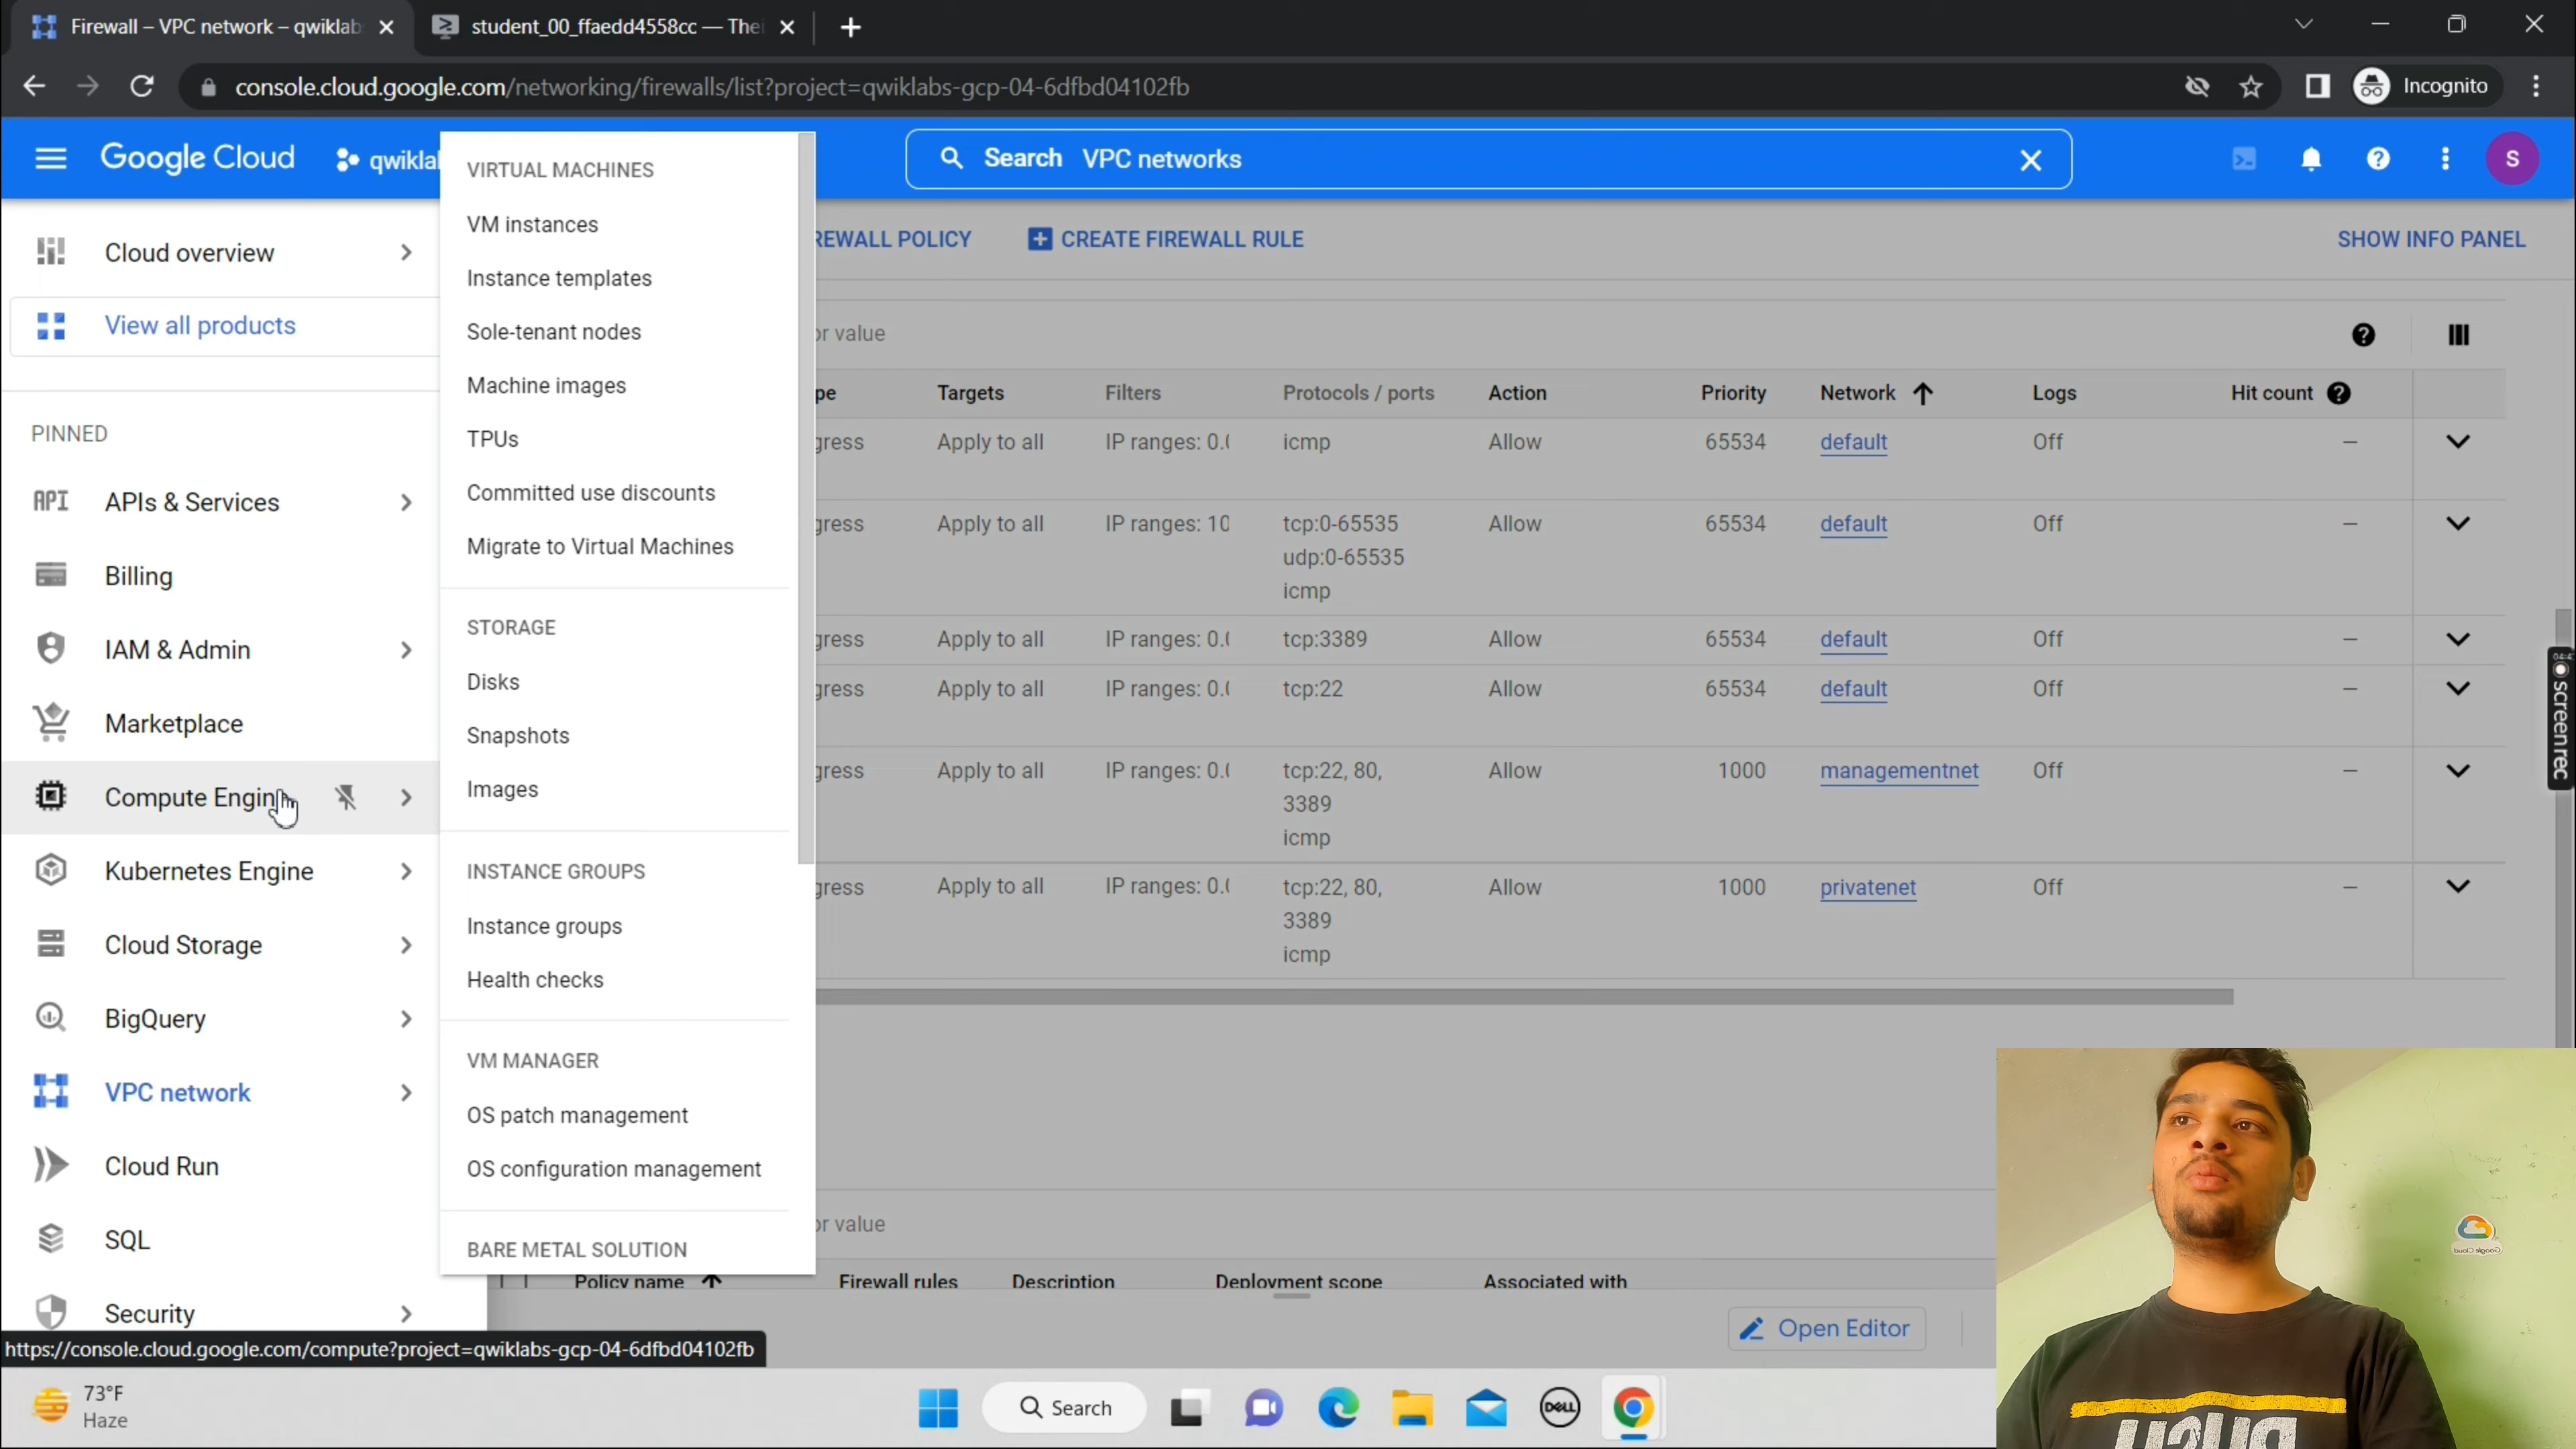 Firewall – VPC network – qwiklab
student_00_ffaedd4558cc — Thei
console.cloud.google.com/networking/firewalls/list?project=qwiklabs-gcp-04-6dfbd04102fb
Incognito
Google Cloud
qwiklal
Search VPC networks
S
Cloud overview
View all products
PINNED
API APIs & Services
Billing
IAM & Admin
Marketplace
Compute Engin
Kubernetes Engine
Cloud Storage
BigQuery
VPC network
Cloud Run
SQL
Security
https://console.cloud.google.com/compute?project=qwiklabs-gcp-04-6dfbd04102fb
VIRTUAL MACHINES
VM instances
Instance templates
Sole-tenant nodes
Machine images
TPUs
Committed use discounts
Migrate to Virtual Machines
STORAGE
Disks
Snapshots
Images
INSTANCE GROUPS
Instance groups
Health checks
VM MANAGER
OS patch management
OS configuration management
BARE METAL SOLUTION
REWALL POLICY
CREATE FIREWALL RULE
SHOW INFO PANEL
or value
pe Targets Filters Protocols / ports Action Priority Network Logs Hit count
gress Apply to all IP ranges: 0.( icmp Allow 65534 default Off –
gress Apply to all IP ranges: 10 tcp:0-65535 Allow 65534 default Off –
udp:0-65535
icmp
gress Apply to all IP ranges: 0.( tcp:3389 Allow 65534 default Off –
gress Apply to all IP ranges: 0.( tcp:22 Allow 65534 default Off –
gress Apply to all IP ranges: 0.( tcp:22, 80, Allow 1000 managementnet Off –
3389
icmp
gress Apply to all IP ranges: 0.( tcp:22, 80, Allow 1000 privatenet Off –
3389
icmp
or value
Policy name Firewall rules Description Deployment scope Associated with
Open Editor
screenrec
Google Cloud
73°F
Haze
Search
DELL